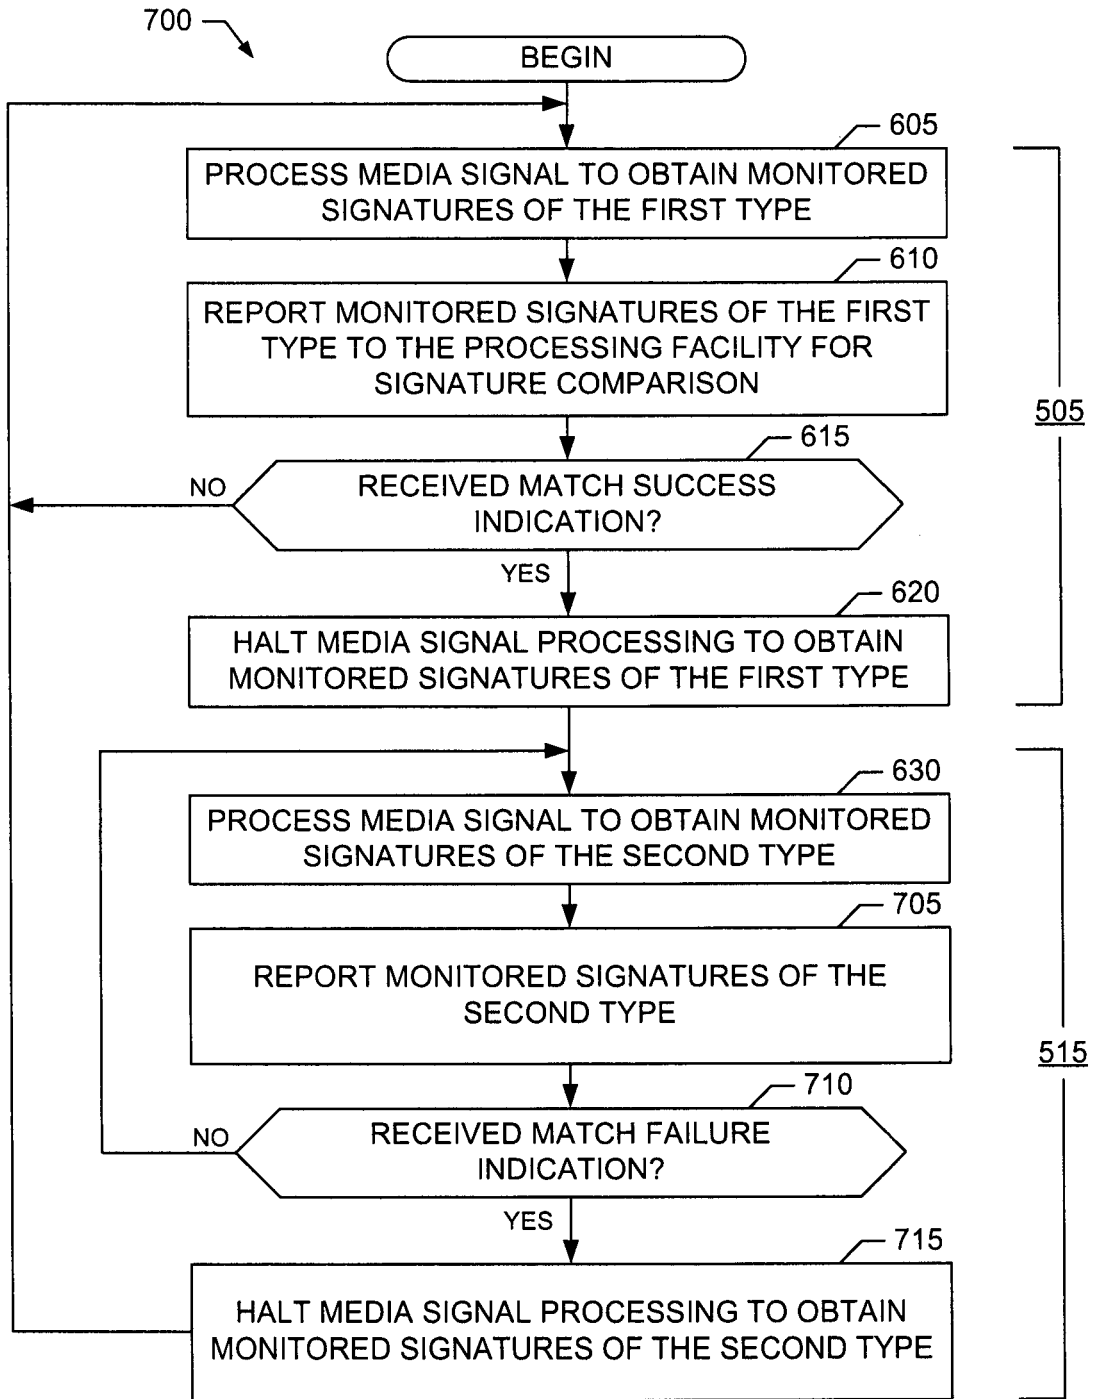 700
BEGIN
605
PROCESS MEDIA SIGNAL TO OBTAIN MONITORED
SIGNATURES OF THE FIRST TYPE
610
REPORT MONITORED SIGNATURES OF THE FIRST
TYPE TO THE PROCESSING FACILITY FOR
SIGNATURE COMPARISON
505
615
NO
RECEIVED MATCH SUCCESS
INDICATION?
YES
620
HALT MEDIA SIGNAL PROCESSING TO OBTAIN
MONITORED SIGNATURES OF THE FIRST TYPE
630
PROCESS MEDIA SIGNAL TO OBTAIN MONITORED
SIGNATURES OF THE SECOND TYPE
705
REPORT MONITORED SIGNATURES OF THE
SECOND TYPE
515
710
NO
RECEIVED MATCH FAILURE
INDICATION?
YES
715
HALT MEDIA SIGNAL PROCESSING TO OBTAIN
MONITORED SIGNATURES OF THE SECOND TYPE